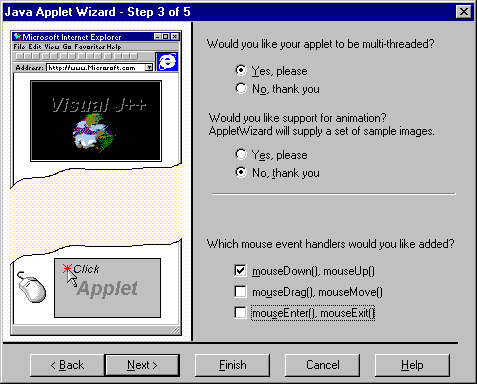 Java Applet Wizard - Step 3 of 5
Microsoft Internet Explorer
File Edit View Go Favorites Help
Address: http://www.Microsoft.com
Visual J++
Click
Applet
Would you like your applet to be multi-threaded?
Yes, please
No, thank you
Would you like support for animation?
AppletWizard will supply a set of sample images.
Yes, please
No, thank you
Which mouse event handlers would you like added?
mouseDown(), mouseUp()
mouseDrag(), mouseMove()
mouseEnter(), mouseExit()
< Back
Next >
Finish
Cancel
Help